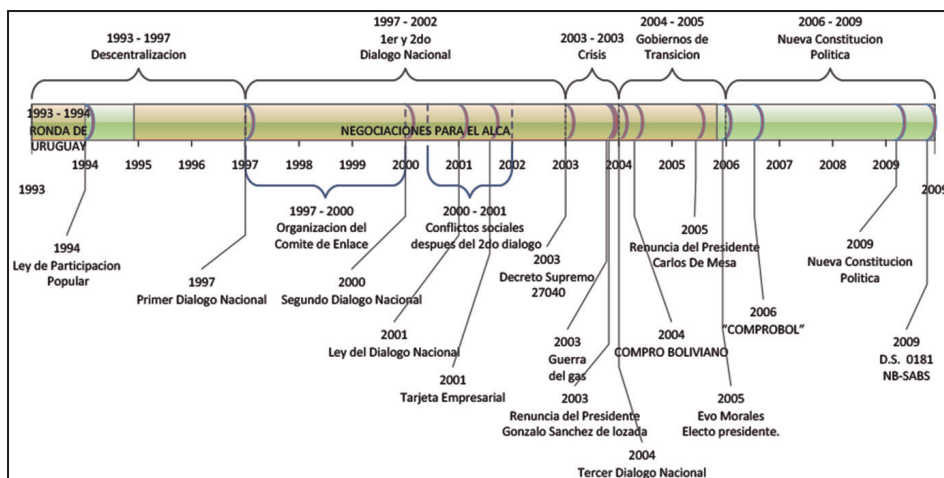 1993 - 1997
Descentralizacion
1997 - 2002
1er y 2do
Dialogo Nacional
2003 - 2003
Crisis
2004 - 2005
Gobiernos de
Transicion
2006 - 2009
Nueva Constitucion
Politica
1993 - 1994
RONDA DE
URUGUAY
NEGOCIACIONES PARA EL ALCA
1993
1994
1995
1997
1998
1999
2000
2001
2002
2003
2004
2005
2006
2007
2009
2009
1997 - 2000
Organizacion del
Comite de Enlace
2000 - 2001
Conflictos sociales
despues del 2do dialogo
1994
Ley de Participacion
Popular
1997
Primer Dialogo Nacional
2000
Segundo Dialogo Nacional
2001
Ley del Dialogo Nacional
2001
Tarjeta Empresarial
2003
Decreto Supremo
27040
2003
Guerra
del gas
2003
Renuncia del Presidente
Gonzalo Sanchez de lozada
2004
Tercer Dialogo Nacional
2004
COMPRO BOLIVIANO
2005
Renuncia del Presidente
Carlos De Mesa
2005
Evo Morales
Electo presidente.
2006
"COMPROBOL"
2009
Nueva Constitucion
Politica
2009
D.S. 0181
NB-SABS